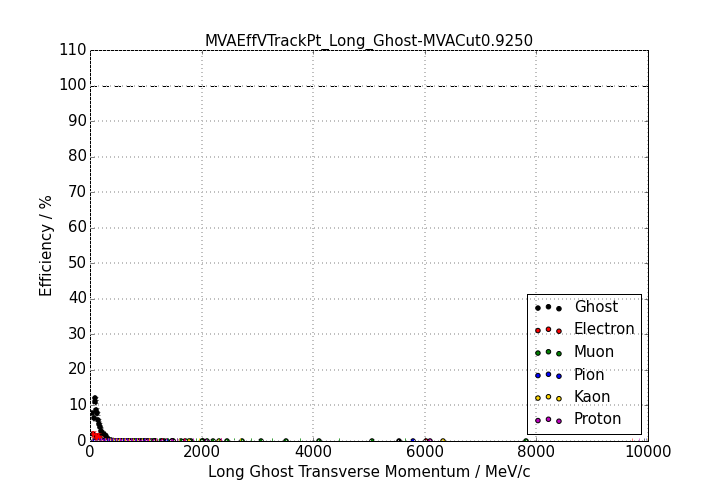 MVAEffVTrackPt_Long_Ghost-MVACut0.9250
110
100
90
80
70
60
50
40
30
20
10
0
Efficiency / %
Ghost
Electron
Muon
Pion
Kaon
Proton
0 2000 4000 6000 8000 10000
Long Ghost Transverse Momentum / MeV/c